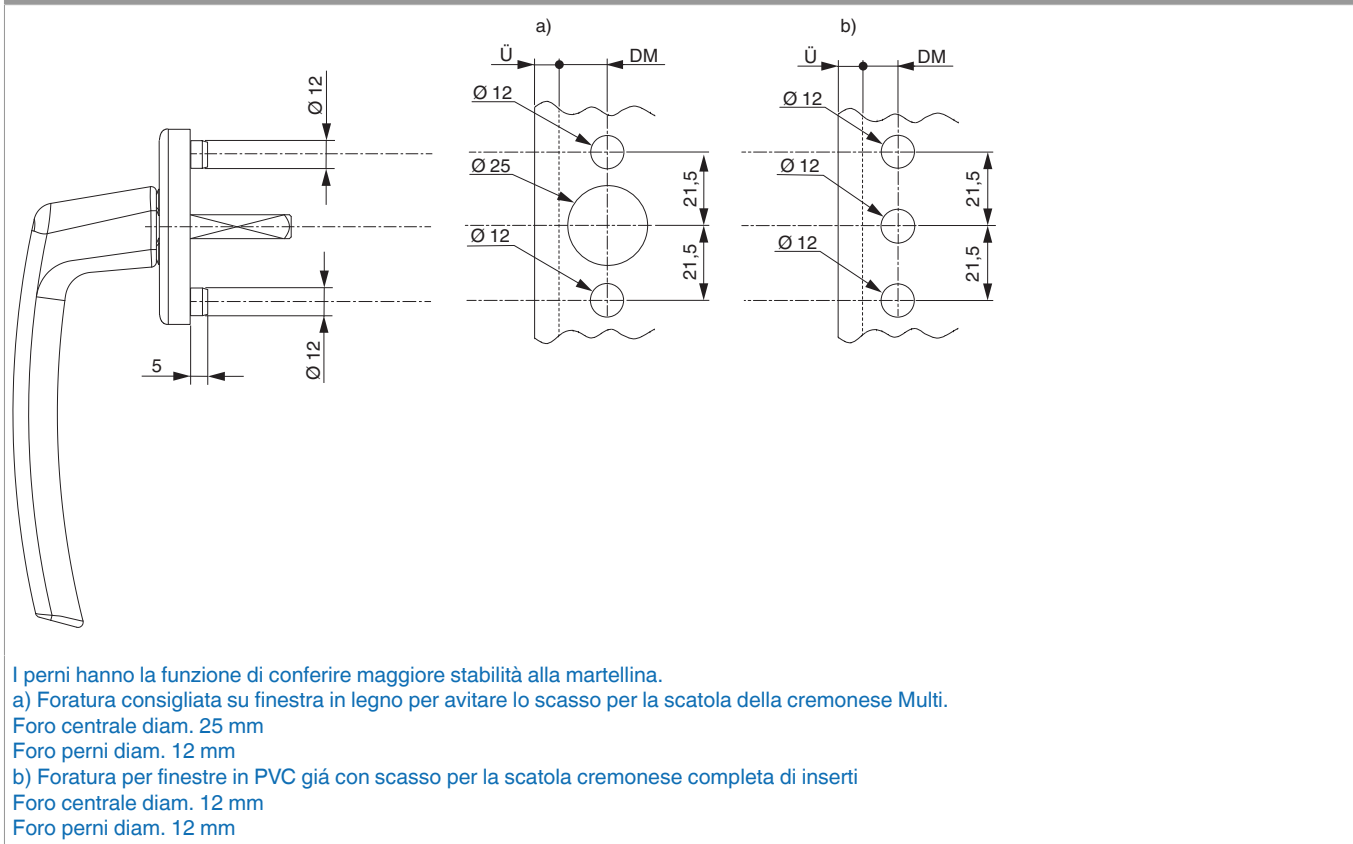 a)
b)
Ü
DM
Ü
DM
Ø 12
Ø 12
Ø 12
Ø 25
Ø 12
21,5
21,5
Ø 12
Ø 12
21,5
21,5
5
Ø 12
I perni hanno la funzione di conferire maggiore stabilità alla martellina.
a) Foratura consigliata su finestra in legno per avitare lo scasso per la scatola della cremonese Multi.
Foro centrale diam. 25 mm
Foro perni diam. 12 mm
b) Foratura per finestre in PVC giá con scasso per la scatola cremonese completa di inserti
Foro centrale diam. 12 mm
Foro perni diam. 12 mm